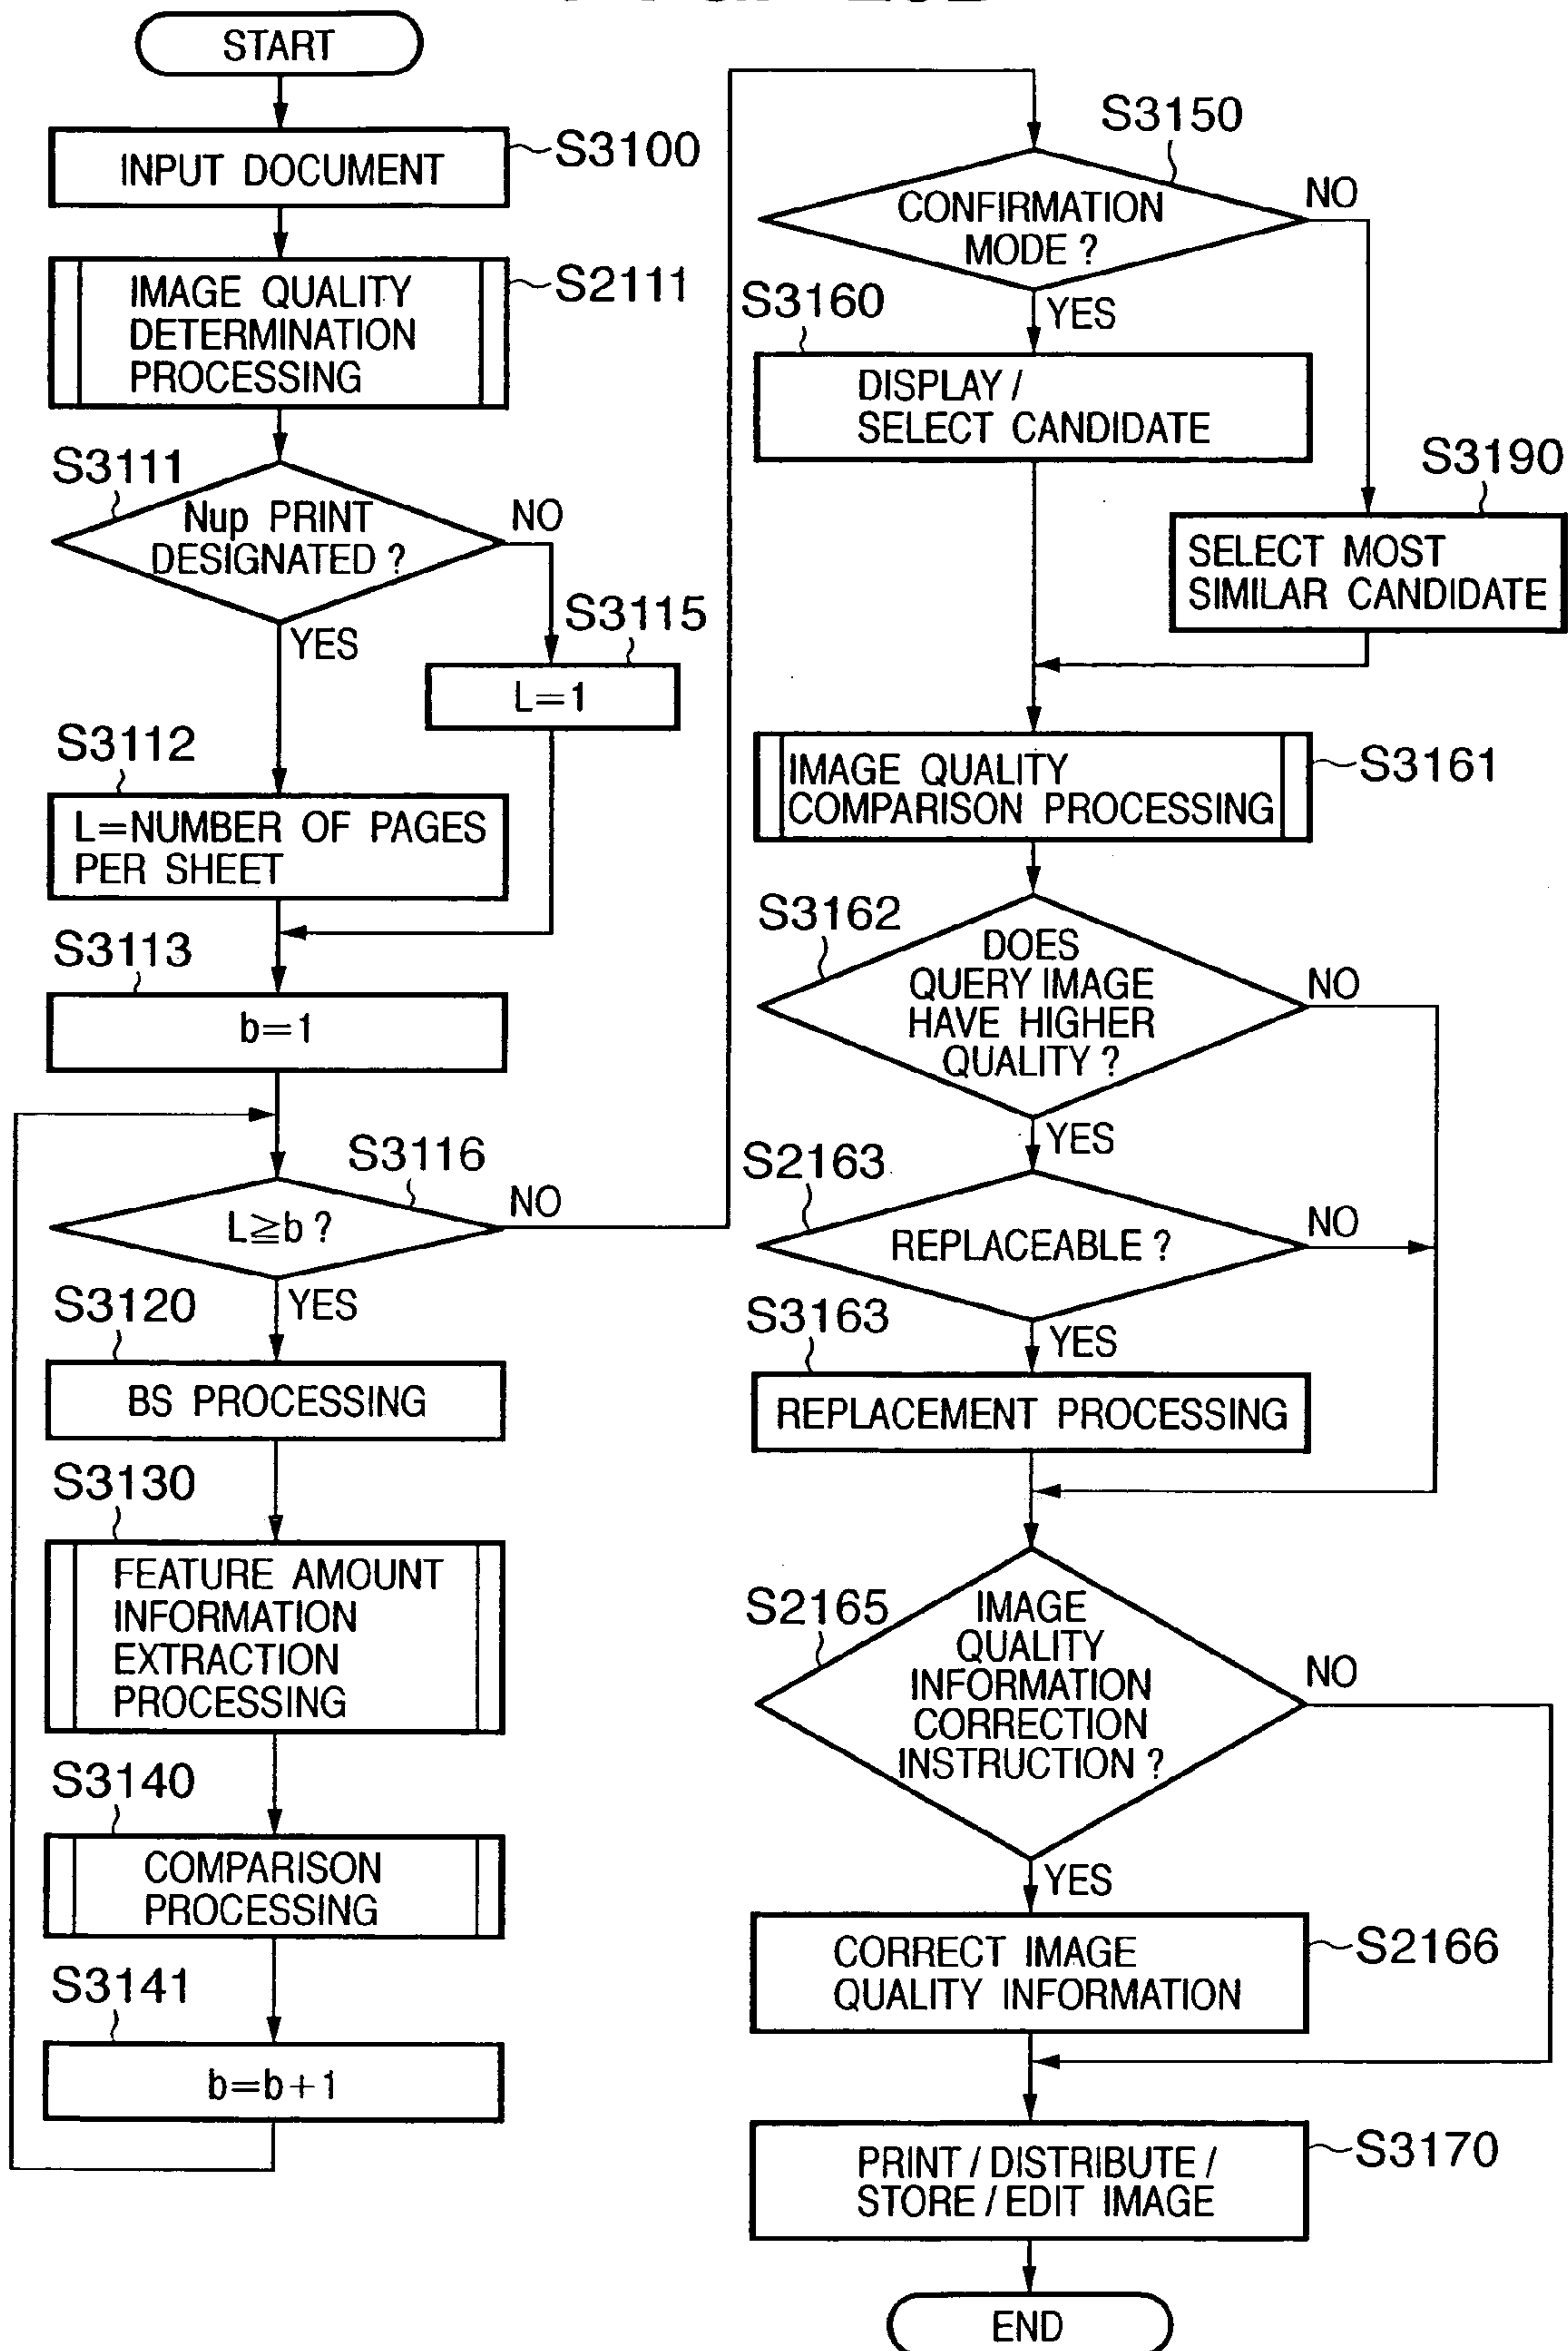 START
INPUT DOCUMENT
S3100
IMAGE QUALITY
DETERMINATION
PROCESSING
S2111
S3111
Nup PRINT
DESIGNATED ?
NO
YES
S3115
L=1
S3112
L=NUMBER OF PAGES
PER SHEET
S3113
b=1
S3116
L≧b ?
NO
YES
S3120
BS PROCESSING
S3130
FEATURE AMOUNT
INFORMATION
EXTRACTION
PROCESSING
S3140
COMPARISON
PROCESSING
S3141
b=b+1
S3150
CONFIRMATION
MODE ?
NO
YES
S3160
DISPLAY /
SELECT CANDIDATE
S3190
SELECT MOST
SIMILAR CANDIDATE
IMAGE QUALITY
COMPARISON PROCESSING
S3161
S3162
DOES
QUERY IMAGE
HAVE HIGHER
QUALITY ?
NO
YES
S2163
REPLACEABLE ?
NO
YES
S3163
REPLACEMENT PROCESSING
S2165
IMAGE
QUALITY
INFORMATION
CORRECTION
INSTRUCTION ?
NO
YES
CORRECT IMAGE
QUALITY INFORMATION
S2166
PRINT / DISTRIBUTE /
STORE / EDIT IMAGE
S3170
END